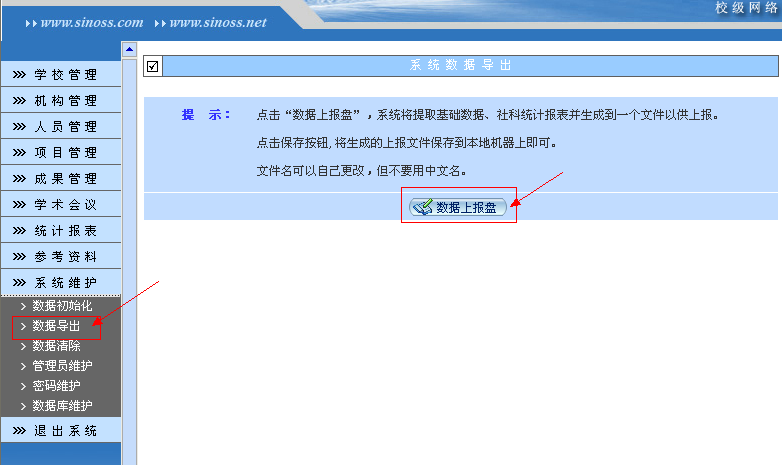 校级网络
www.sinoss.com www.sinoss.net
系统数据导出
学校管理
机构管理
人员管理
项目管理
成果管理
学术会议
统计报表
参考资料
系统维护
数据初始化
数据导出
数据清除
管理员维护
密码维护
数据库维护
退出系统
提 示： 点击“数据上报盘”，系统将提取基础数据、社科统计报表并生成到一个文件以供上报。
点击保存按钮,将生成的上报文件保存到本地机器上即可。
文件名可以自己更改，但不要用中文名。
数据上报盘